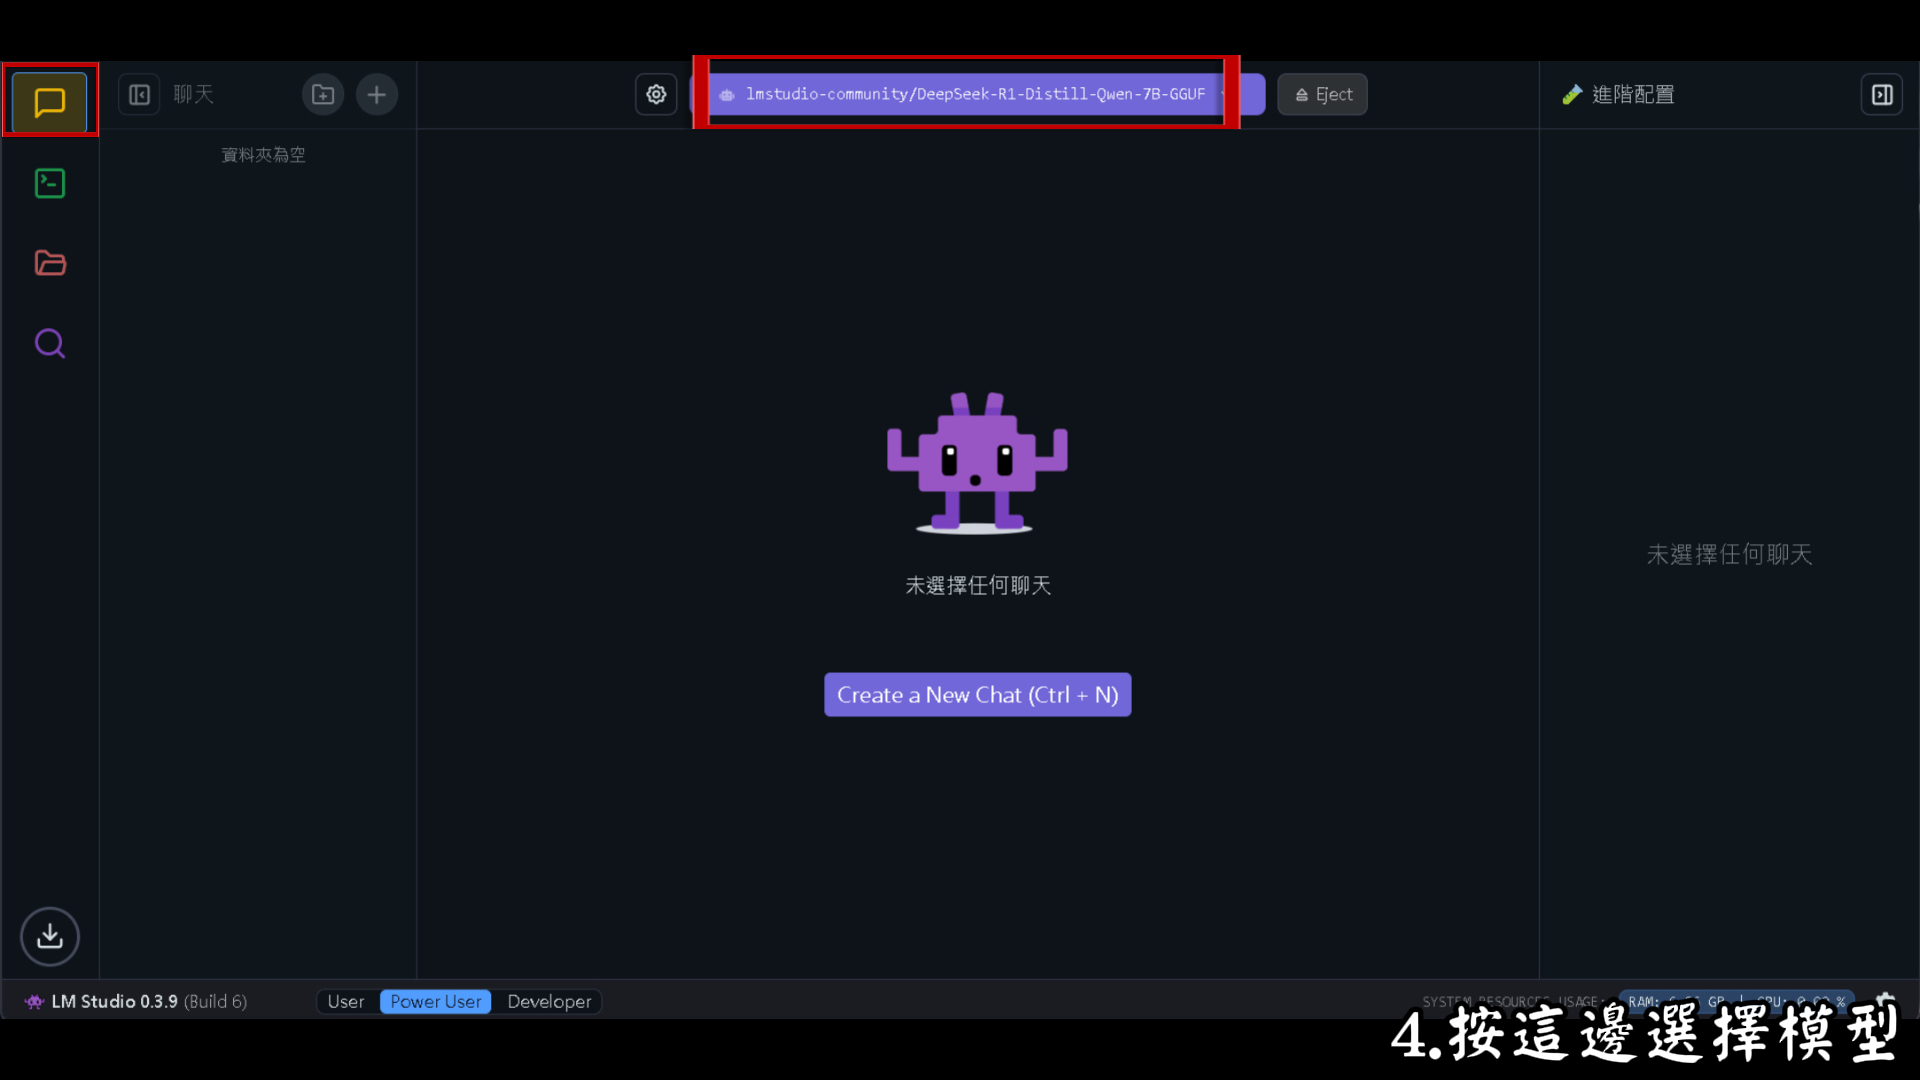 聊天
lmstudio-community/DeepSeek-R1-Distill-Qwen-7B-GGUF
Eject
進階配置
資料夾為空
未選擇任何聊天
未選擇任何聊天
Create a New Chat (Ctrl + N)
LM Studio 0.3.9 (Build 6)
User
Power User
Developer
SYSTEM RESOURCES USAGE:
RAM: GB | CPU: 0.00 %
4.按這邊選擇模型